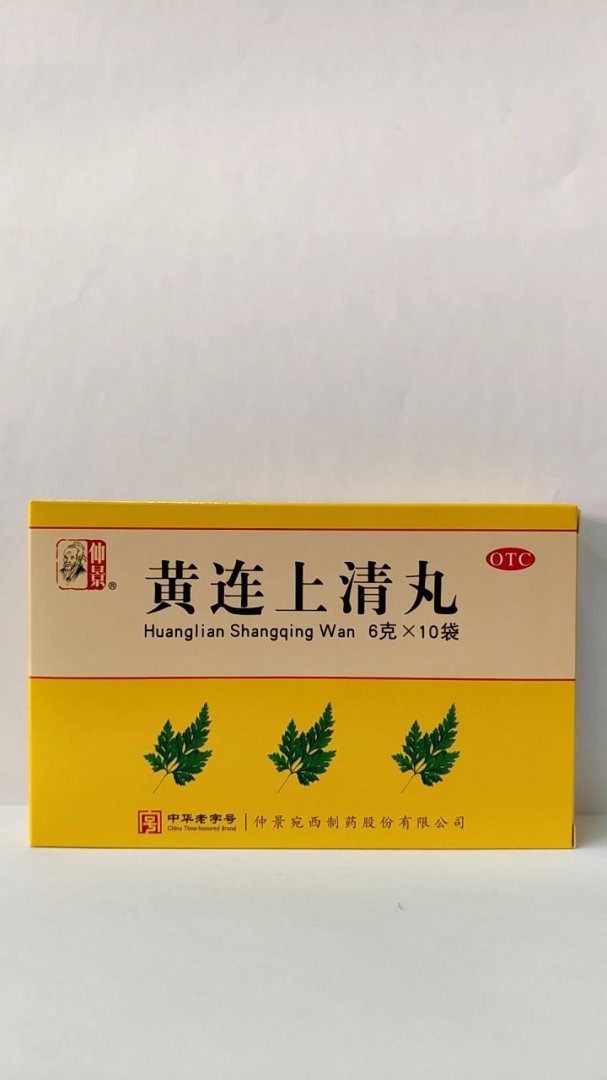 仲景®
OTC
黄连上清丸
Huanglian Shangqing Wan 6克×10袋
中华老字号
China Time-honored Brand
仲景宛西制药股份有限公司